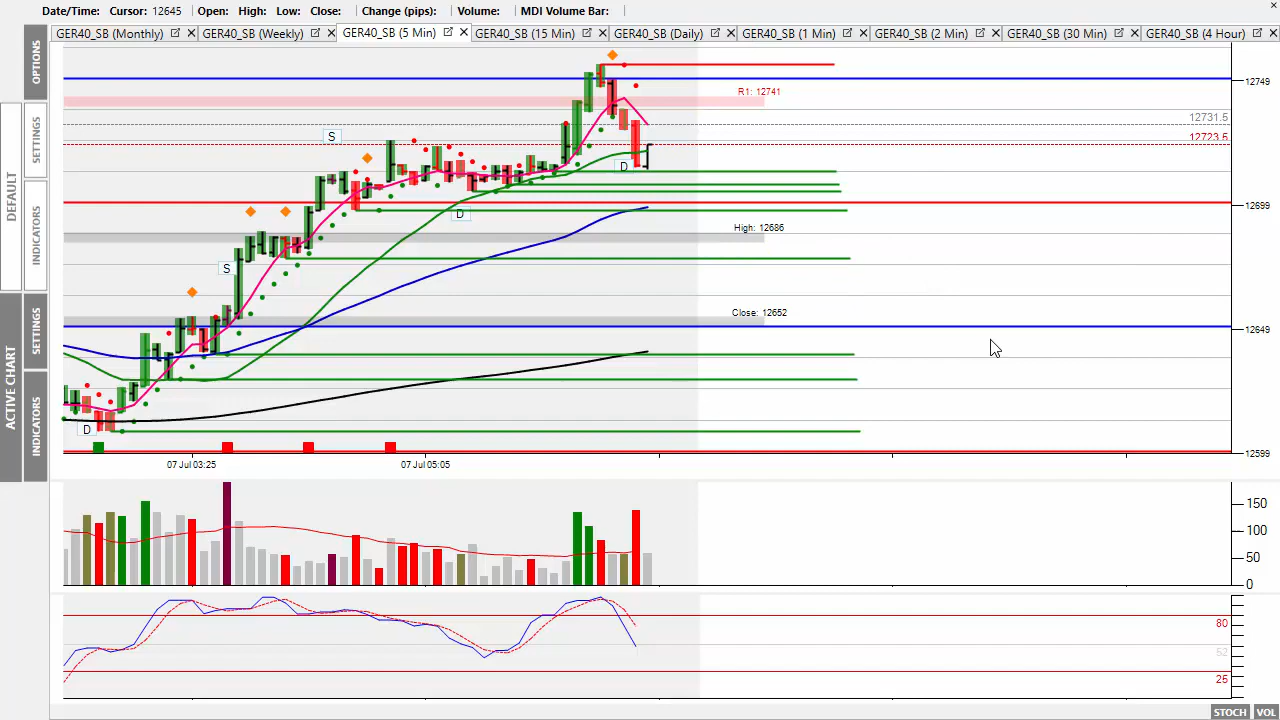 Date/Time: Cursor: 12645 Open: High: Low: Close: Change (pips): Volume: MDI Volume Bar:
GER40_SB (Monthly) GER40_SB (Weekly) GER40_SB (5 Min) GER40_SB (15 Min) GER40_SB (Daily) GER40_SB (1 Min) GER40_SB (2 Min) GER40_SB (30 Min) GER40_SB (4 Hour)
OPTIONS
SETTINGS
DEFAULT
INDICATORS
SETTINGS
ACTIVE CHART
INDICATORS
12749
R1: 12741
12731.5
12723.5
S
D
12699
D
High: 12686
S
Close: 12652
12649
D
12599
07 Jul 03:25
07 Jul 05:05
150
100
50
0
80
52
25
STOCH VOL